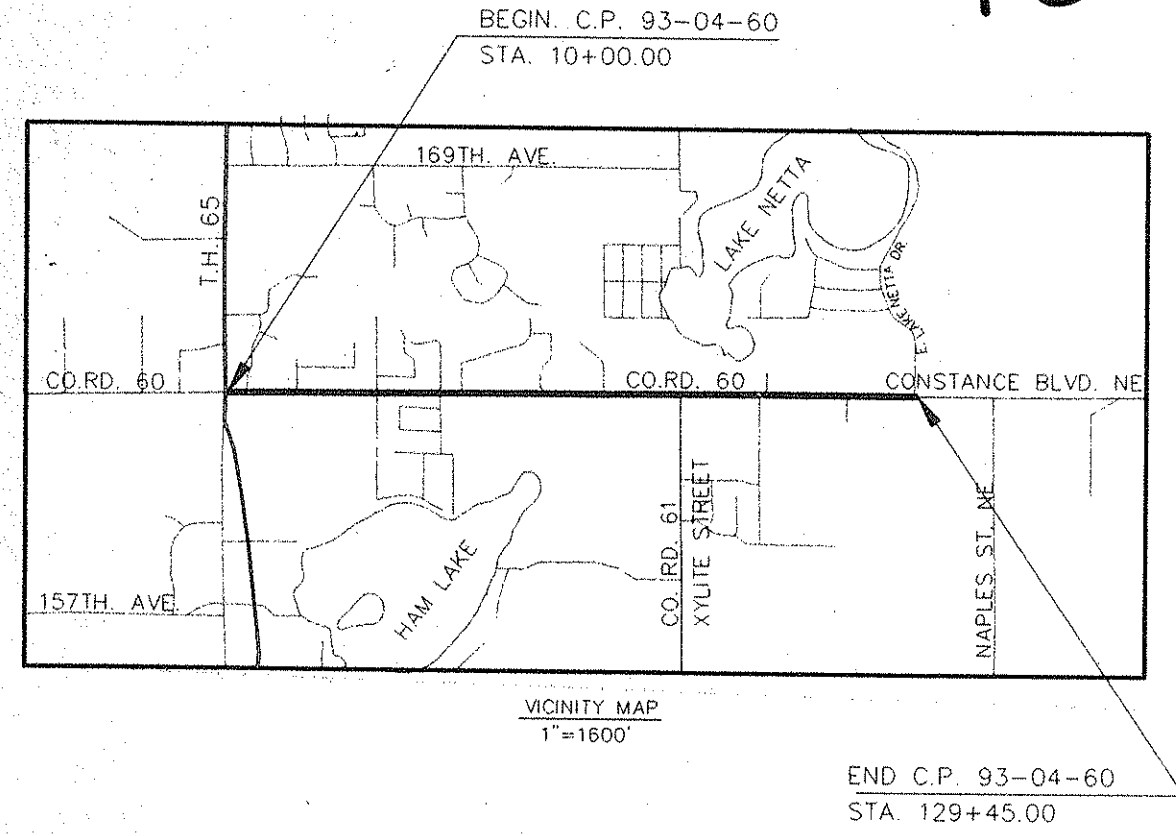 BEGIN. C.P. 93-04-60
STA. 10+00.00
169TH. AVE.
T.H. 65
LAKE NETTA
E. LAKE NETTA DR.
CO.RD. 60
CO.RD. 60
CONSTANCE BLVD. NE
HAM LAKE
CO. RD. 61
XYLITE STREET
NAPLES ST. NE
157TH. AVE.
VICINITY MAP
1"=1600'
END C.P. 93-04-60
STA. 129+45.00